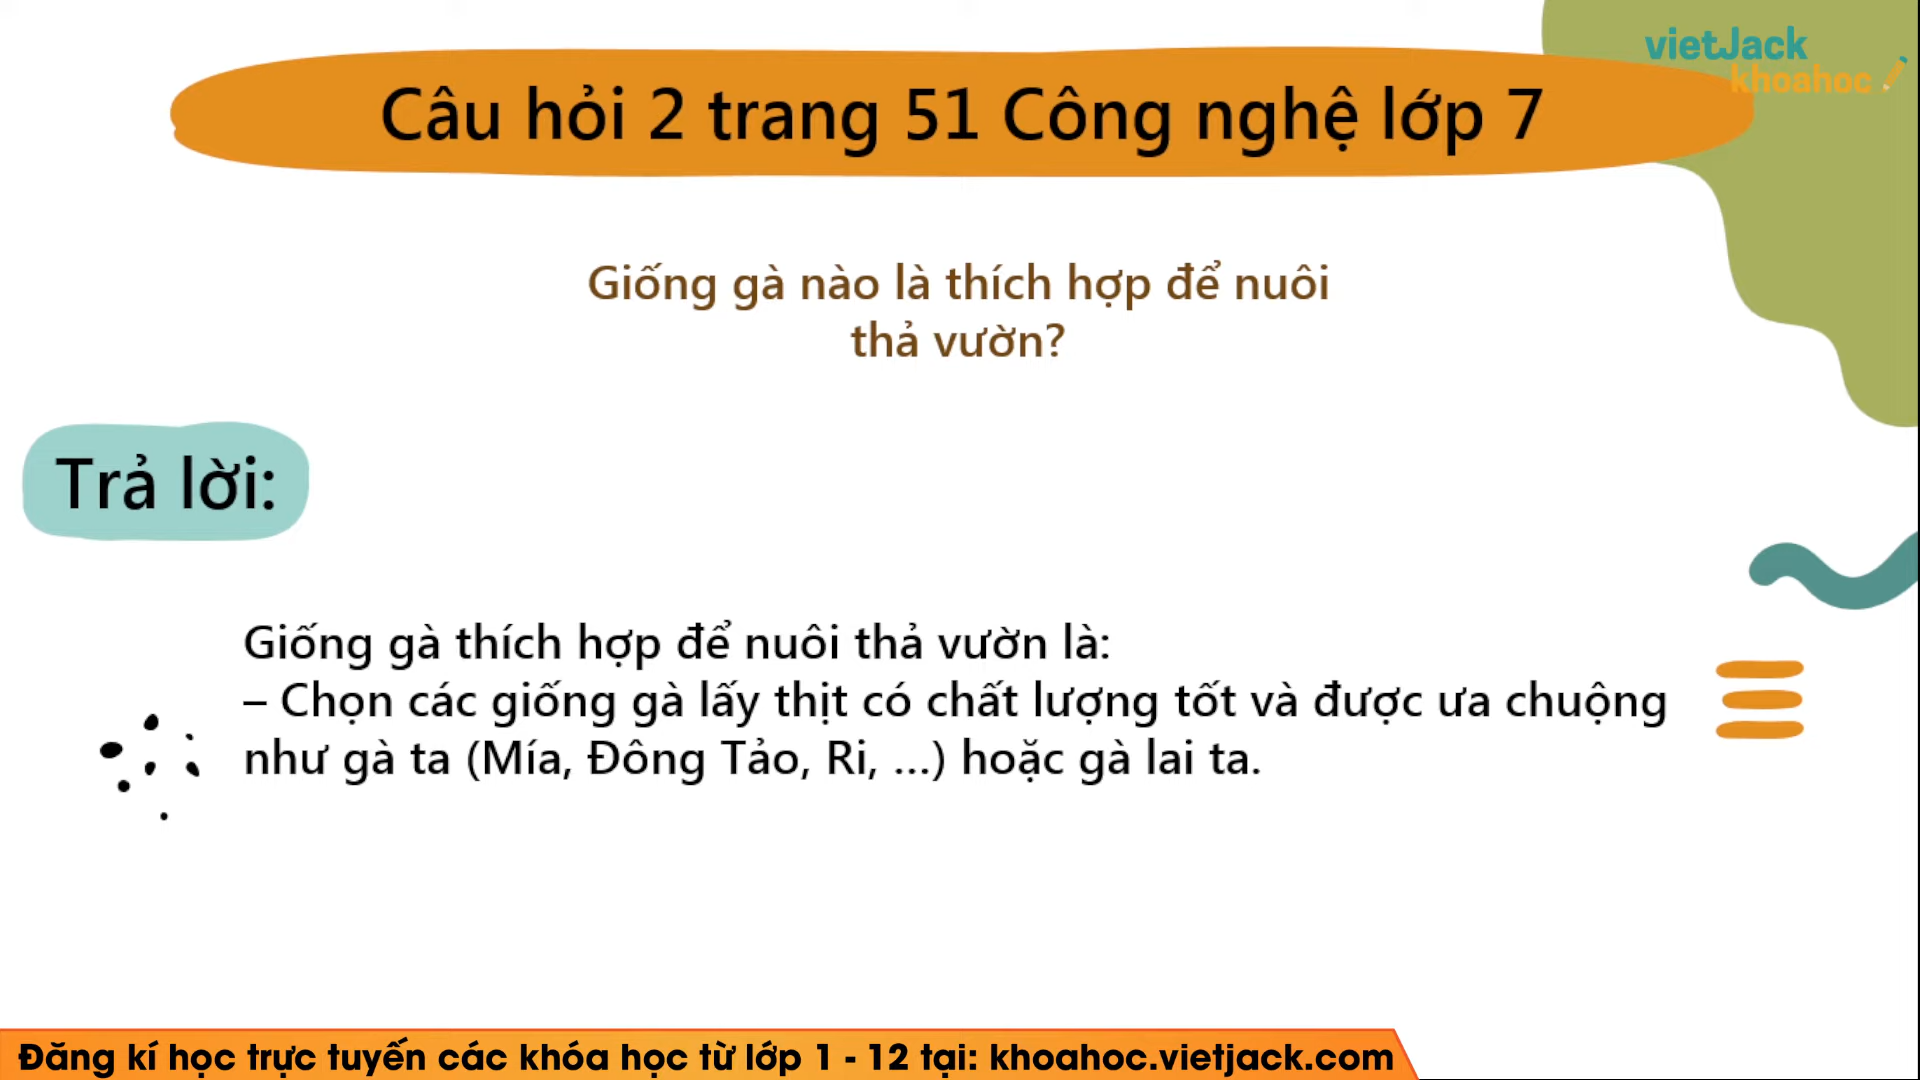 vietJack
khoahoc
Câu hỏi 2 trang 51 Công nghệ lớp 7
Giống gà nào là thích hợp để nuôi
thả vườn?
Trả lời:
Giống gà thích hợp để nuôi thả vườn là:
– Chọn các giống gà lấy thịt có chất lượng tốt và được ưa chuộng
như gà ta (Mía, Đông Tảo, Ri, ...) hoặc gà lai ta.
Đăng kí học trực tuyến các khóa học từ lớp 1 - 12 tại: khoahoc.vietjack.com